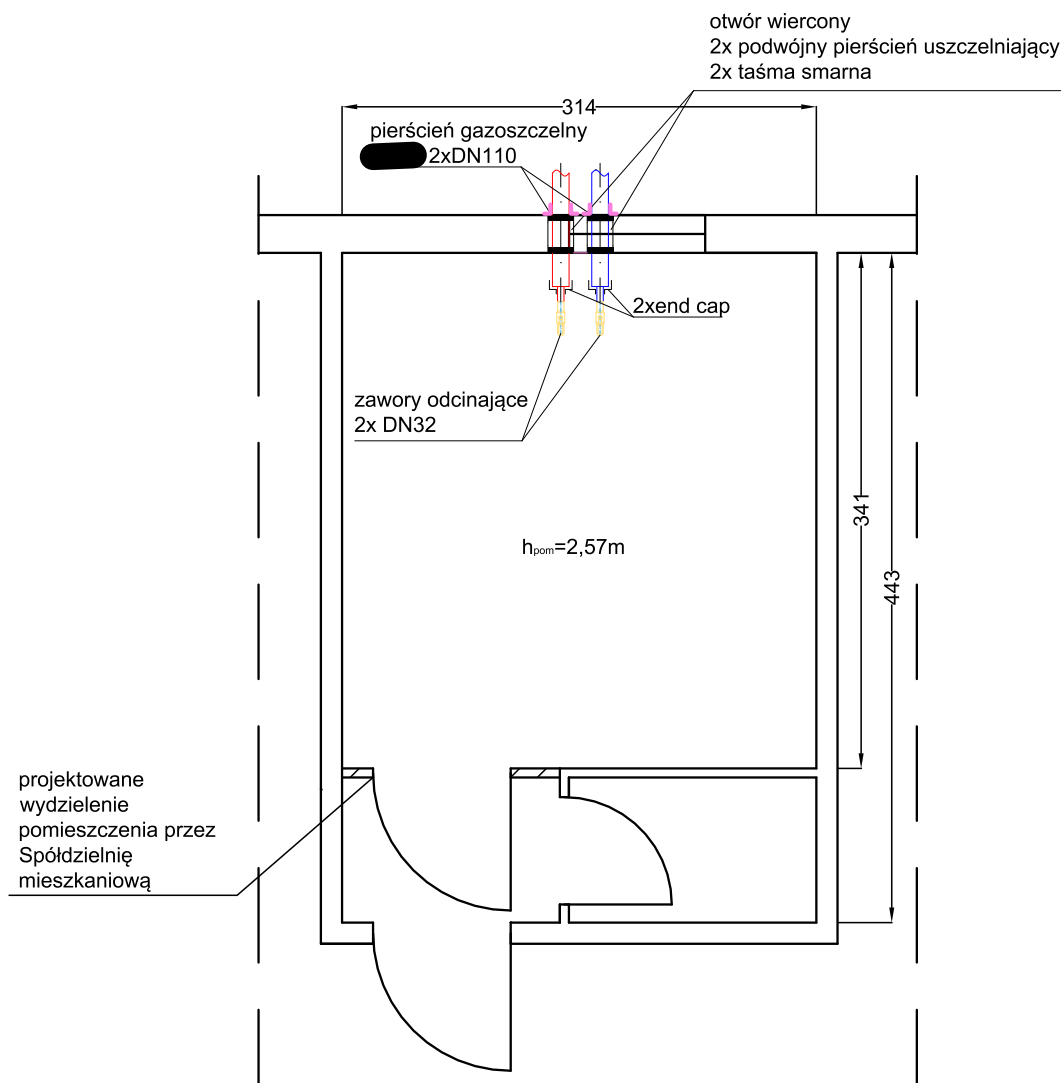 otwór wiercony
2x podwójny pierścień uszczelniający
2x taśma smarna
314
pierścień gazoszczelny
2xDN110
2xend cap
zawory odcinające
2x DN32
341
hpom=2,57m
443
projektowane
wydzielenie
pomieszczenia przez
Spółdzielnię
mieszkaniową